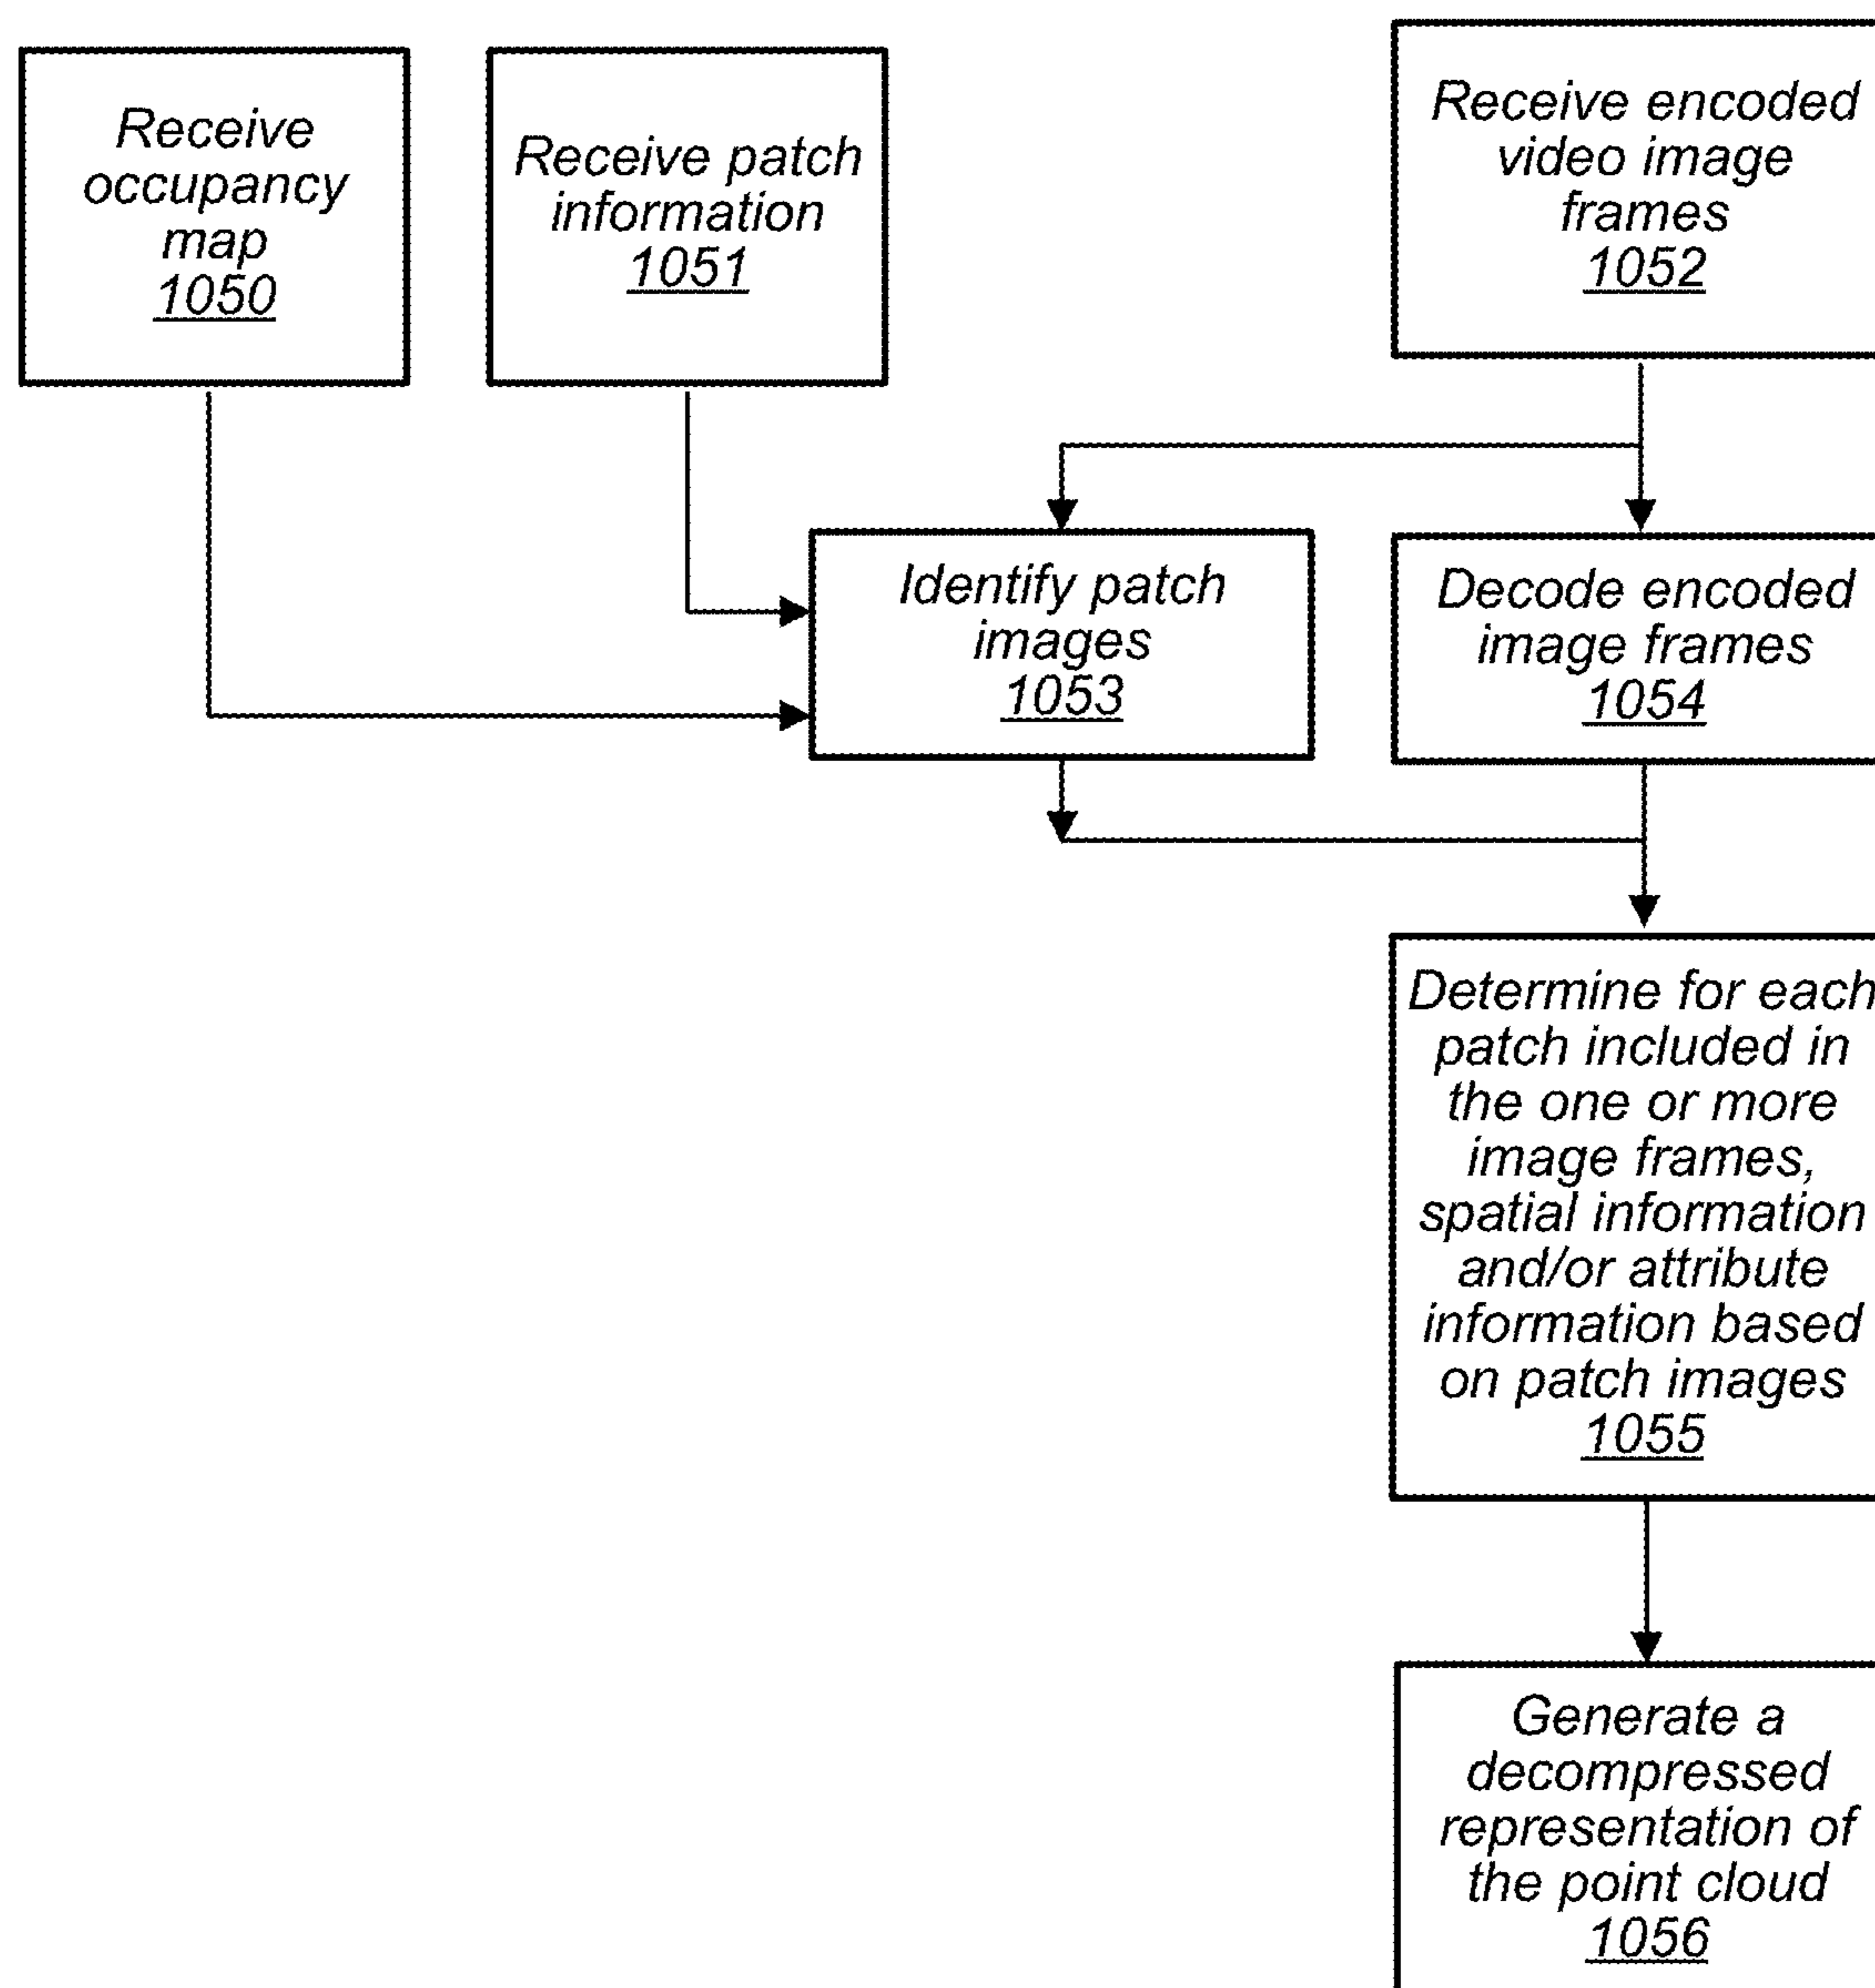 Receive
occupancy
map
1050
Receive patch
information
1051
Receive encoded
video image
frames
1052
Identify patch
images
1053
Decode encoded
image frames
1054
Determine for each
patch included in
the one or more
image frames,
spatial information
and/or attribute
information based
on patch images
1055
Generate a
decompressed
representation of
the point cloud
1056